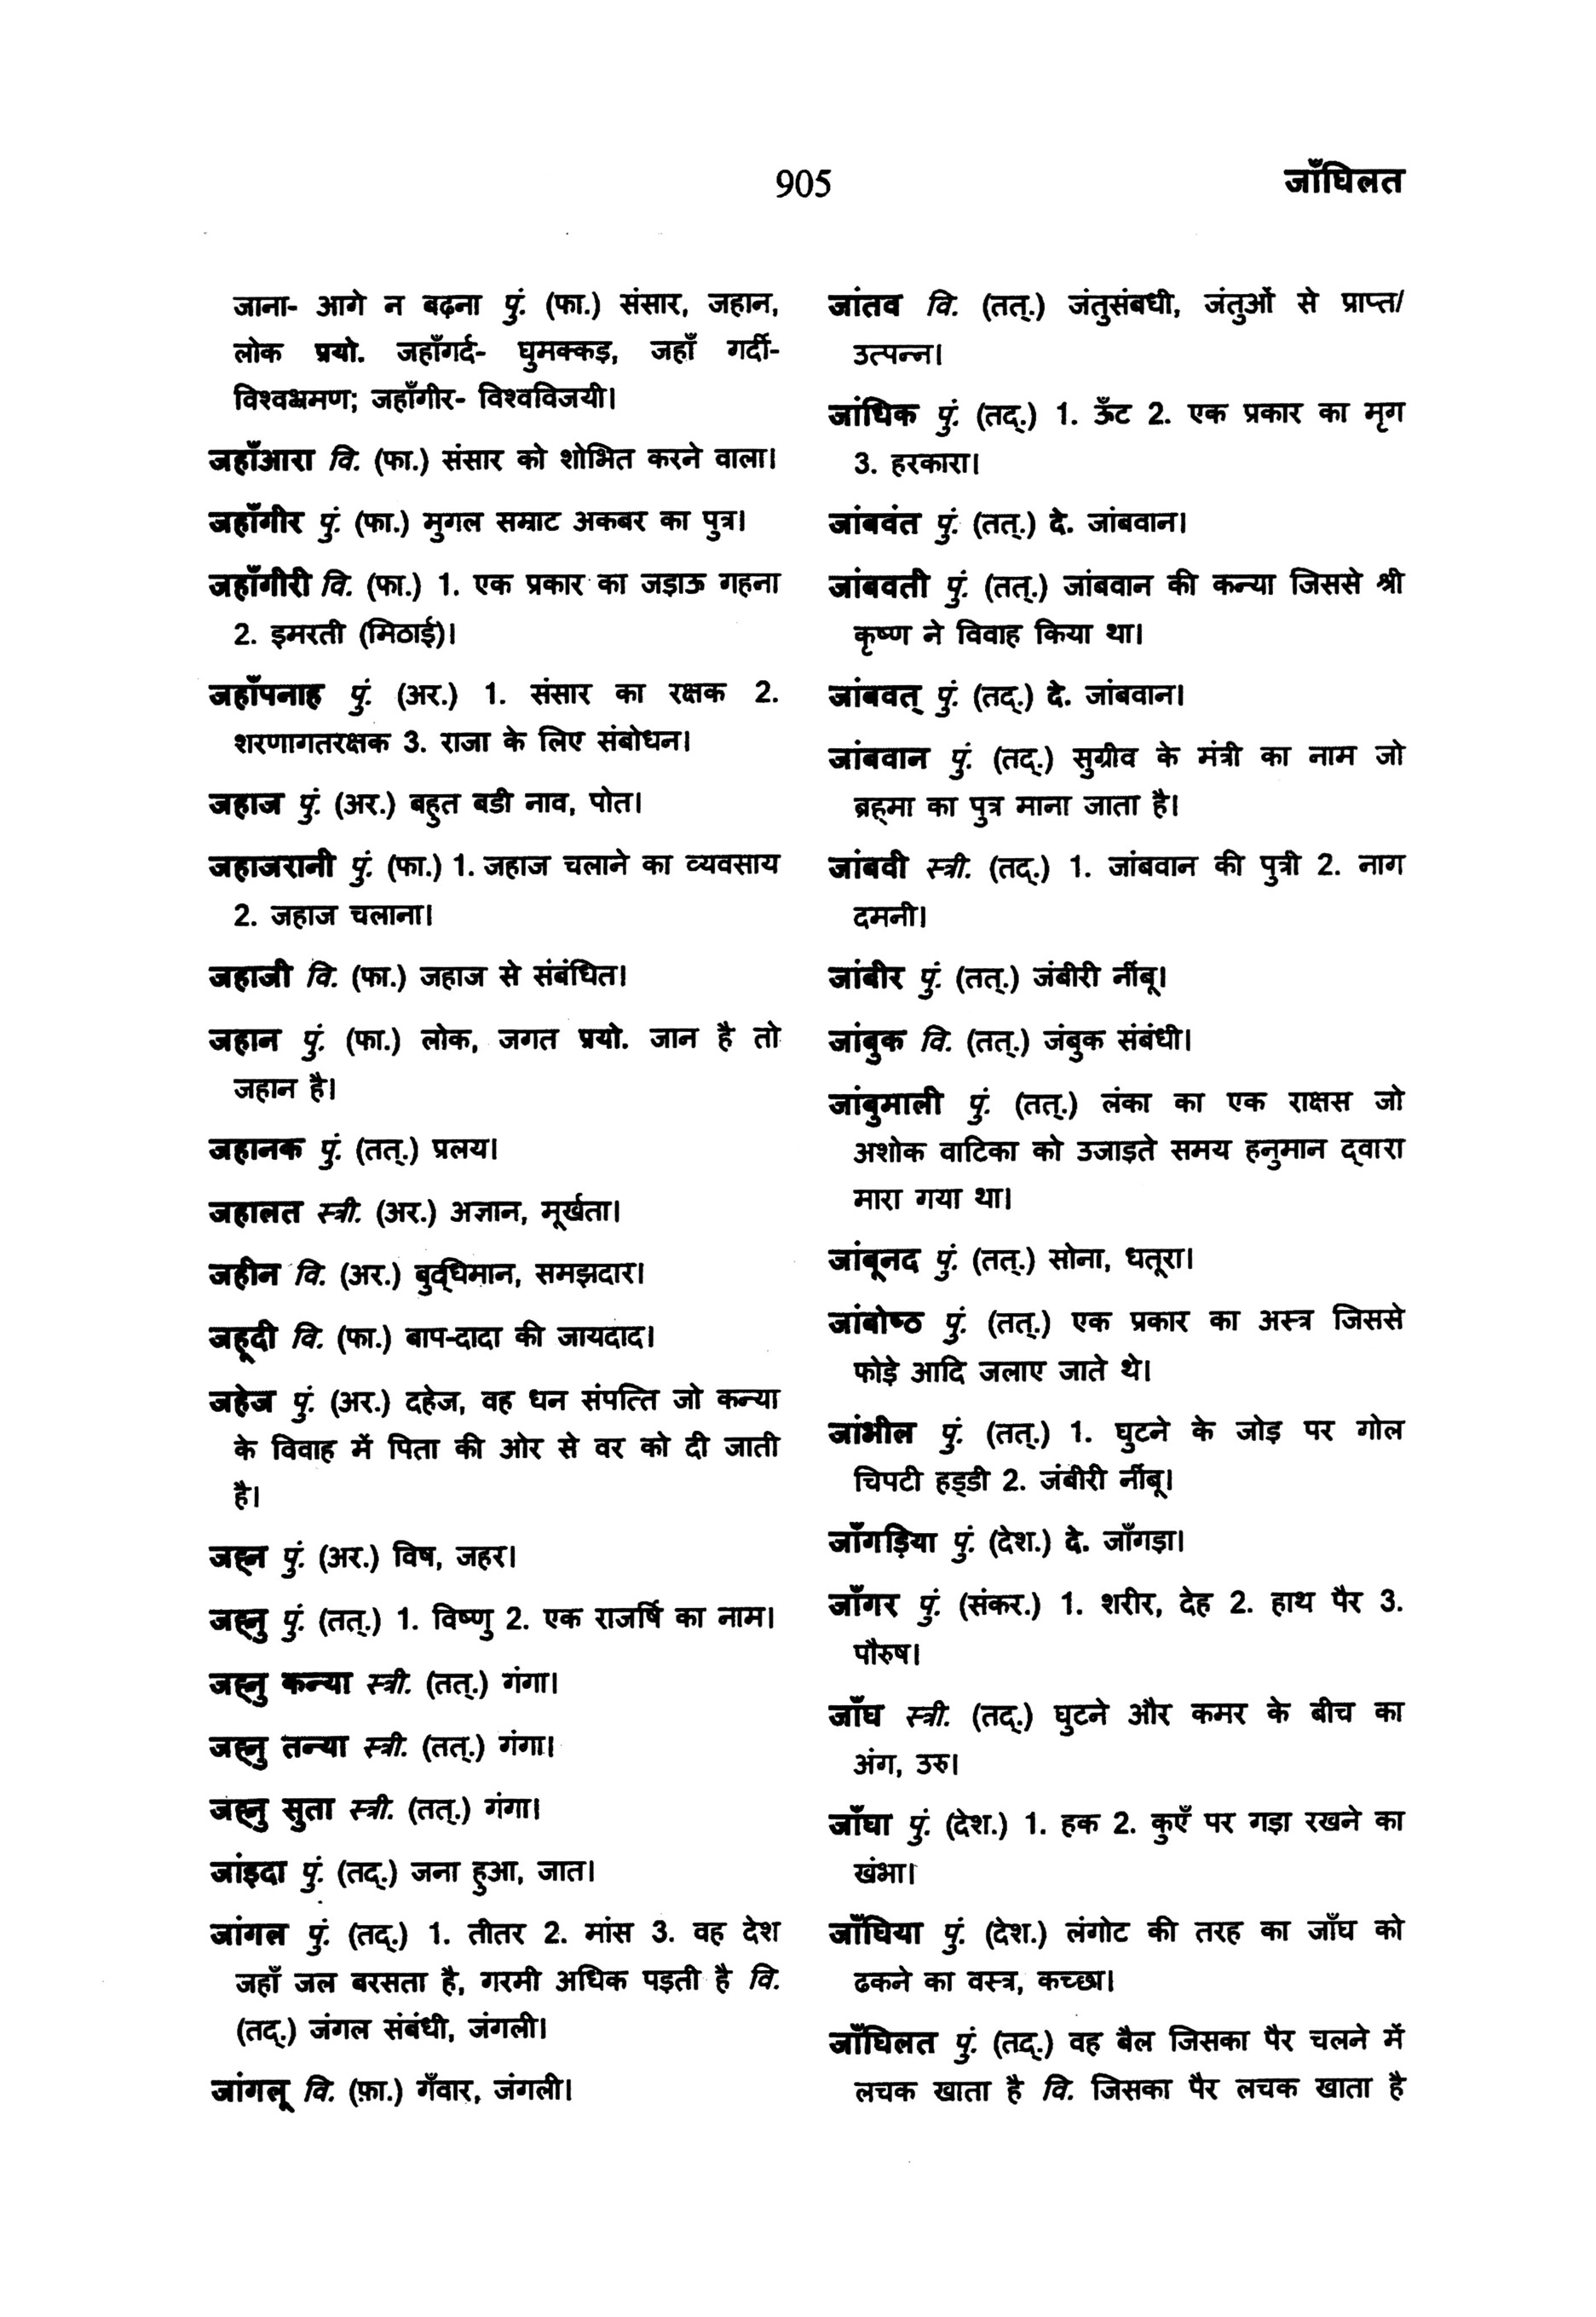 905
जाँघिलत
जाना- आगे न बढ़ना पुं. (फा.) संसार, जहान,
लोक प्रयो. जहाँगर्द- घुमक्कड़, जहाँ गर्दी-
विश्वभ्रमण; जहाँगीर- विश्वविजयी।
जहाँआरा वि. (फा.) संसार को शोभित करने वाला।
जहाँगीर पुं. (फा.) मुगल सम्राट अकबर का पुत्र।
जहाँगीरी वि. (फा.) 1. एक प्रकार का जड़ाऊ गहना
2. इमरती (मिठाई)।
जहाँपनाह पुं. (अर.) 1. संसार का रक्षक 2.
शरणागतरक्षक 3. राजा के लिए संबोधन।
जहाज पुं. (अर.) बहुत बडी नाव, पोत।
जहाजरानी पुं. (फा.) 1. जहाज चलाने का व्यवसाय
2. जहाज चलाना।
जहाजी वि. (फा.) जहाज से संबंधित।
जहान पुं. (फा.) लोक, जगत प्रयो. जान है तो
जहान है।
जहानक पुं. (तत्.) प्रलय।
जहालत स्त्री. (अर.) अज्ञान, मूर्खता।
जहीन वि. (अर.) बुद्‌धिमान, समझदार।
जहूदी वि. (फा.) बाप-दादा की जायदाद।
जहेज पुं. (अर.) दहेज, वह धन संपत्ति जो कन्या
के विवाह में पिता की ओर से वर को दी जाती
है।
जह्न पुं. (अर.) विष, जहर।
जह्नु पुं. (तत्.) 1. विष्णु 2. एक राजर्षि का नाम।
जह्नु कन्या स्त्री. (तत्.) गंगा।
जह्नु तन्या स्त्री. (तत्.) गंगा।
जह्नु सुता स्त्री. (तत्.) गंगा।
जांइदा पुं. (तद्.) जना हुआ, जात।
जांगल पुं. (तद्.) 1. तीतर 2. मांस 3. वह देश
जहाँ जल बरसता है, गरमी अधिक पड़ती है वि.
(तद्.) जंगल संबंधी, जंगली।
जांगलू वि. (फ़ा.) गँवार, जंगली।
जांतव वि. (तत्.) जंतुसंबधी, जंतुओं से प्राप्त/
उत्पन्न।
जांधिक पुं. (तद्.) 1. ऊँट 2. एक प्रकार का मृग
3. हरकारा।
जांबवंत पुं. (तत्.) दे. जांबवान।
जांबवती पुं. (तत्.) जांबवान की कन्या जिससे श्री
कृष्ण ने विवाह किया था।
जांबवत् पुं. (तद्.) दे. जांबवान।
जांबवान पुं. (तद्.) सुग्रीव के मंत्री का नाम जो
ब्रह्‌मा का पुत्र माना जाता है।
जांबवी स्त्री. (तद्.) 1. जांबवान की पुत्री 2. नाग
दमनी।
जांबीर पुं. (तत्.) जंबीरी नींबू।
जांबुक वि. (तत्.) जंबुक संबंधी।
जांबुमाली पुं. (तत्.) लंका का एक राक्षस जो
अशोक वाटिका को उजाड़ते समय हनुमान द्‌वारा
मारा गया था।
जांबूनद पुं. (तत्.) सोना, धतूरा।
जांबोष्ठ पुं. (तत्.) एक प्रकार का अस्त्र जिससे
फोड़े आदि जलाए जाते थे।
जांभील पुं. (तत्.) 1. घुटने के जोड़ पर गोल
चिपटी हड्‌डी 2. जंबीरी नींबू।
जाँगड़िया पुं. (देश.) दे. जाँगड़ा।
जाँगर पुं. (संकर.) 1. शरीर, देह 2. हाथ पैर 3.
पौरुष।
जाँघ स्त्री. (तद्.) घुटने और कमर के बीच का
अंग, उरु।
जाँघा पुं. (देश.) 1. हक 2. कुएँ पर गड़ा रखने का
खंभा।
जाँघिया पुं. (देश.) लंगोट की तरह का जाँघ को
ढकने का वस्त्र, कच्छा।
जाँघिलत पुं. (तद्.) वह बैल जिसका पैर चलने में
लचक खाता है वि. जिसका पैर लचक खाता है